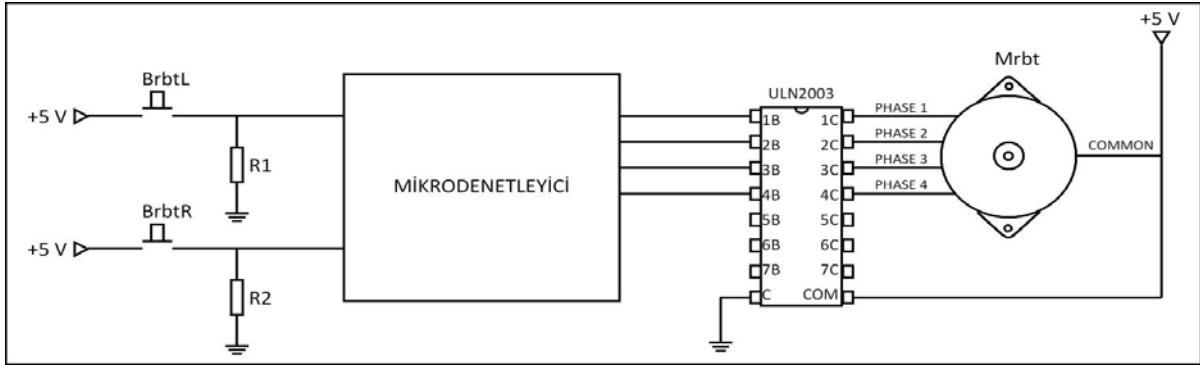 +5 V
Mrbt
BrbtL
ULN2003
+5 V
1B 1C PHASE 1
2B 2C PHASE 2
COMMON
R1
3B 3C PHASE 3
MİKRODENETLEYİCİ
4B 4C PHASE 4
BrbtR
5B 5C
+5 V
6B 6C
7B 7C
R2
C COM